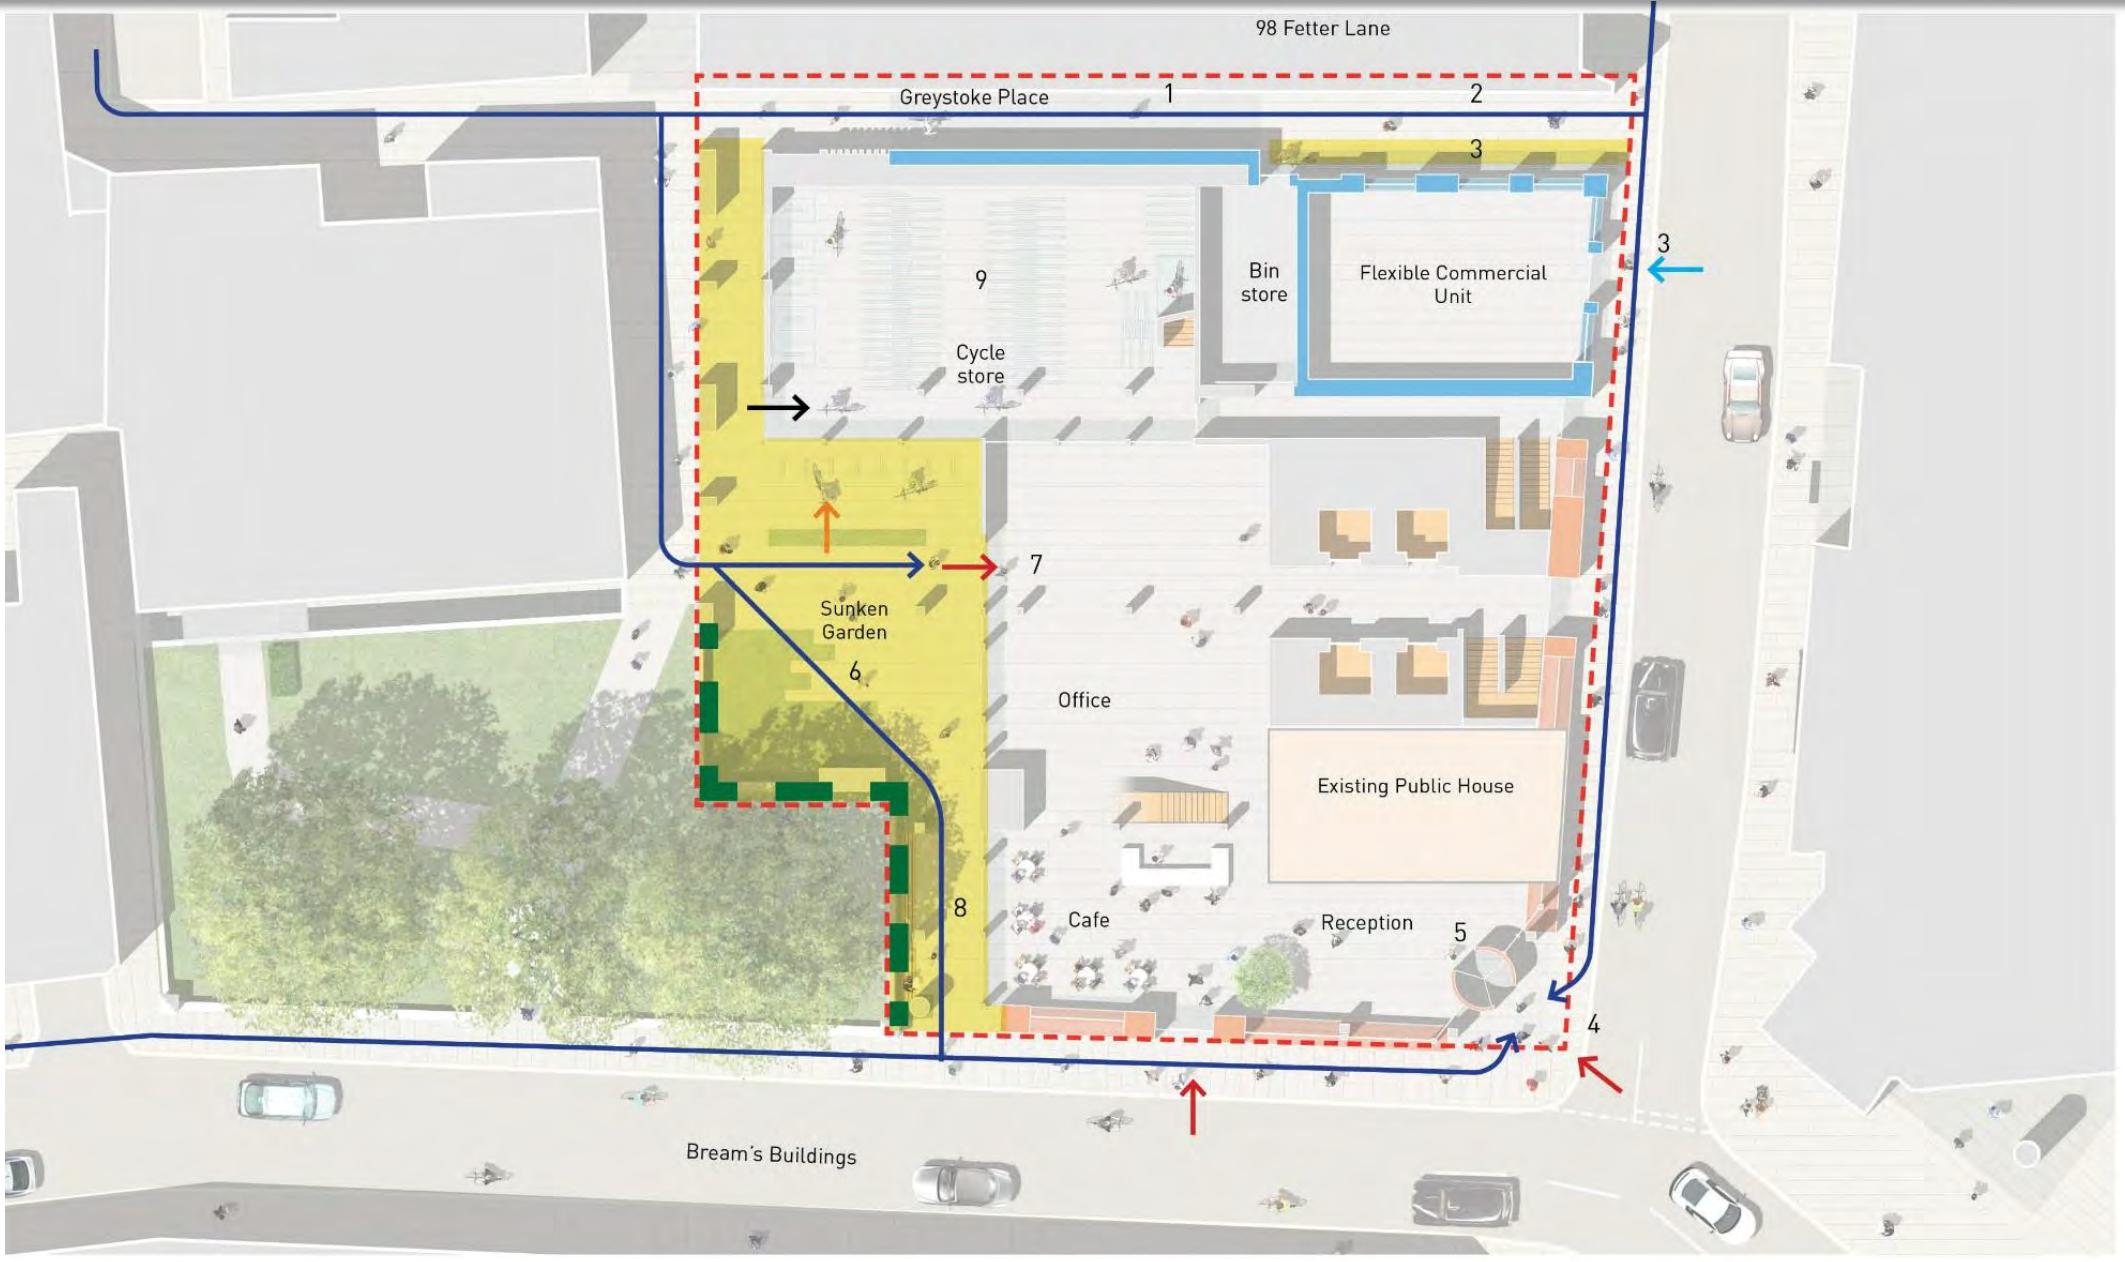 98 Fetter Lane
Greystoke Place
1
2
3
3
9
Bin
store
Flexible Commercial
Unit
Cycle
store
7
Sunken
Garden
6
Office
Existing Public House
8
Cafe
Reception
5
4
Bream's Buildings